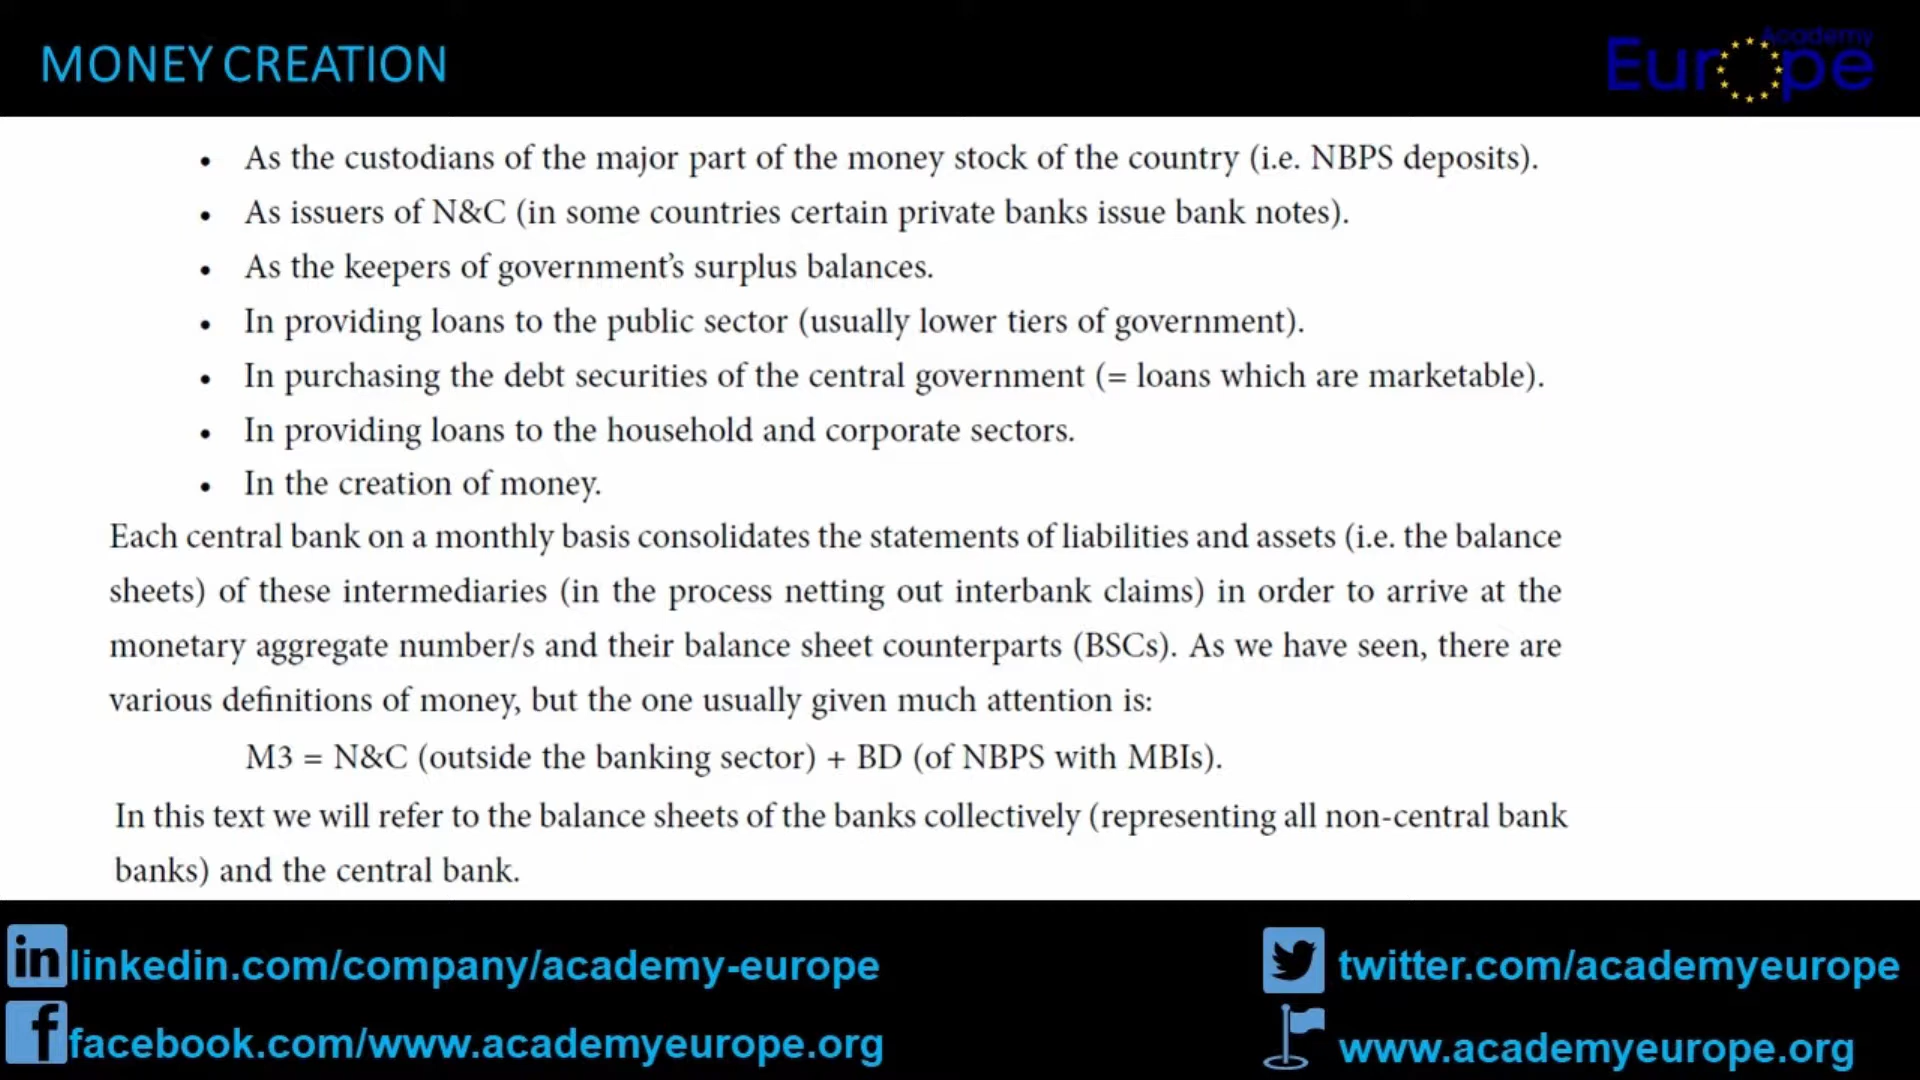 MONEY CREATION
Academy
Europe
• As the custodians of the major part of the money stock of the country (i.e. NBPS deposits).
• As issuers of N&C (in some countries certain private banks issue bank notes).
• As the keepers of government's surplus balances.
• In providing loans to the public sector (usually lower tiers of government).
• In purchasing the debt securities of the central government (= loans which are marketable).
• In providing loans to the household and corporate sectors.
• In the creation of money.
Each central bank on a monthly basis consolidates the statements of liabilities and assets (i.e. the balance
sheets) of these intermediaries (in the process netting out interbank claims) in order to arrive at the
monetary aggregate number/s and their balance sheet counterparts (BSCs). As we have seen, there are
various definitions of money, but the one usually given much attention is:
M3 = N&C (outside the banking sector) + BD (of NBPS with MBIs).
In this text we will refer to the balance sheets of the banks collectively (representing all non-central bank
banks) and the central bank.
in linkedin.com/company/academy-europe
twitter.com/academyeurope
f facebook.com/www.academyeurope.org
www.academyeurope.org